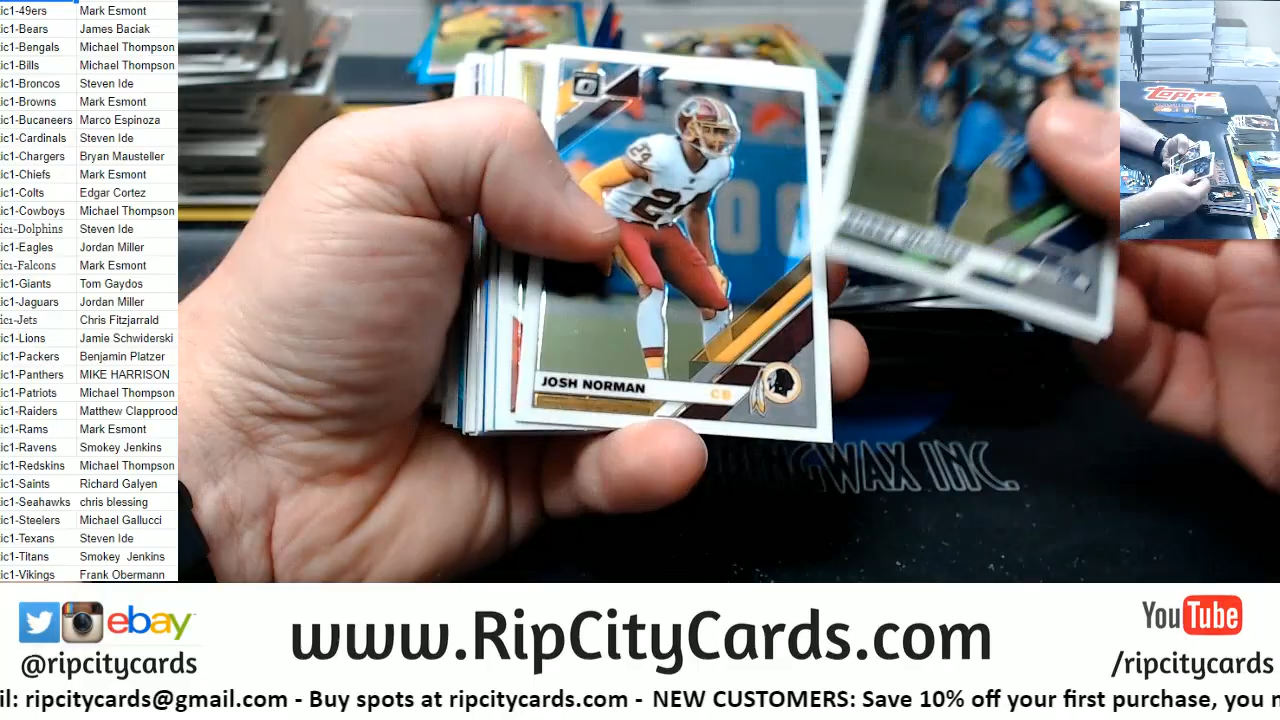 ic1-49ers Mark Esmont
ic1-Bears James Baciak
ic1-Bengals Michael Thompson
ic1-Bills Michael Thompson
ic1-Broncos Steven Ide
ic1-Browns Mark Esmont
ic1-Bucaneers Marco Espinoza
ic1-Cardinals Steven Ide
ic1-Chargers Bryan Mausteller
ic1-Chiefs Mark Esmont
ic1-Colts Edgar Cortez
ic1-Cowboys Michael Thompson
ic1-Dolphins Steven Ide
ic1-Eagles Jordan Miller
ic1-Falcons Mark Esmont
ic1-Giants Tom Gaydos
ic1-Jaguars Jordan Miller
ic1-Jets Chris Fitzjarrald
ic1-Lions Jamie Schwiderski
ic1-Packers Benjamin Platzer
ic1-Panthers MIKE HARRISON
ic1-Patriots Michael Thompson
ic1-Raiders Matthew Clapprood
ic1-Rams Mark Esmont
ic1-Ravens Smokey Jenkins
ic1-Redskins Michael Thompson
ic1-Saints Richard Galyen
ic1-Seahawks chris blessing
ic1-Steelers Michael Gallucci
ic1-Texans Steven Ide
ic1-Titans Smokey Jenkins
ic1-Vikings Frank Obermann
24
JOSH NORMAN
CB
WAX INC.
TOPPS
ebay
@ripcitycards
www.RipCityCards.com
YouTube
/ripcitycards
il: ripcitycards@gmail.com - Buy spots at ripcitycards.com - NEW CUSTOMERS: Save 10% off your first purchase, you